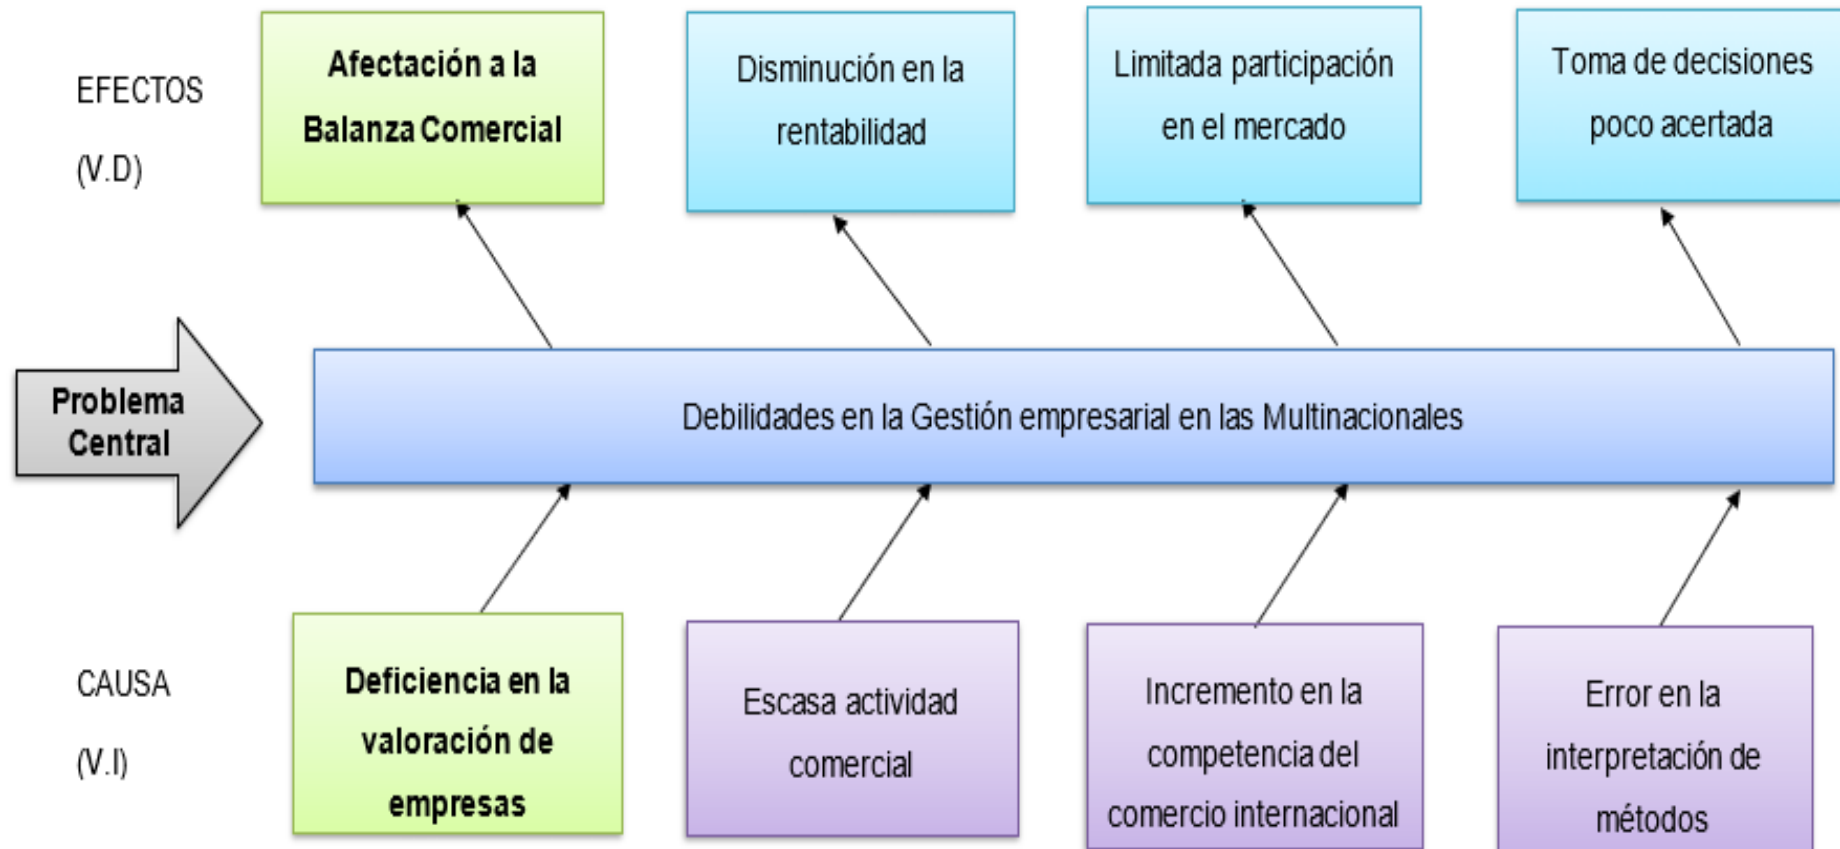 EFECTOS
(V.D)
Afectación a la
Balanza Comercial
Disminución en la
rentabilidad
Limitada participación
en el mercado
Toma de decisiones
poco acertada
Problema
Central
Debilidades en la Gestión empresarial en las Multinacionales
CAUSA
(V.I)
Deficiencia en la
valoración de
empresas
Escasa actividad
comercial
Incremento en la
competencia del
comercio internacional
Error en la
interpretación de
métodos